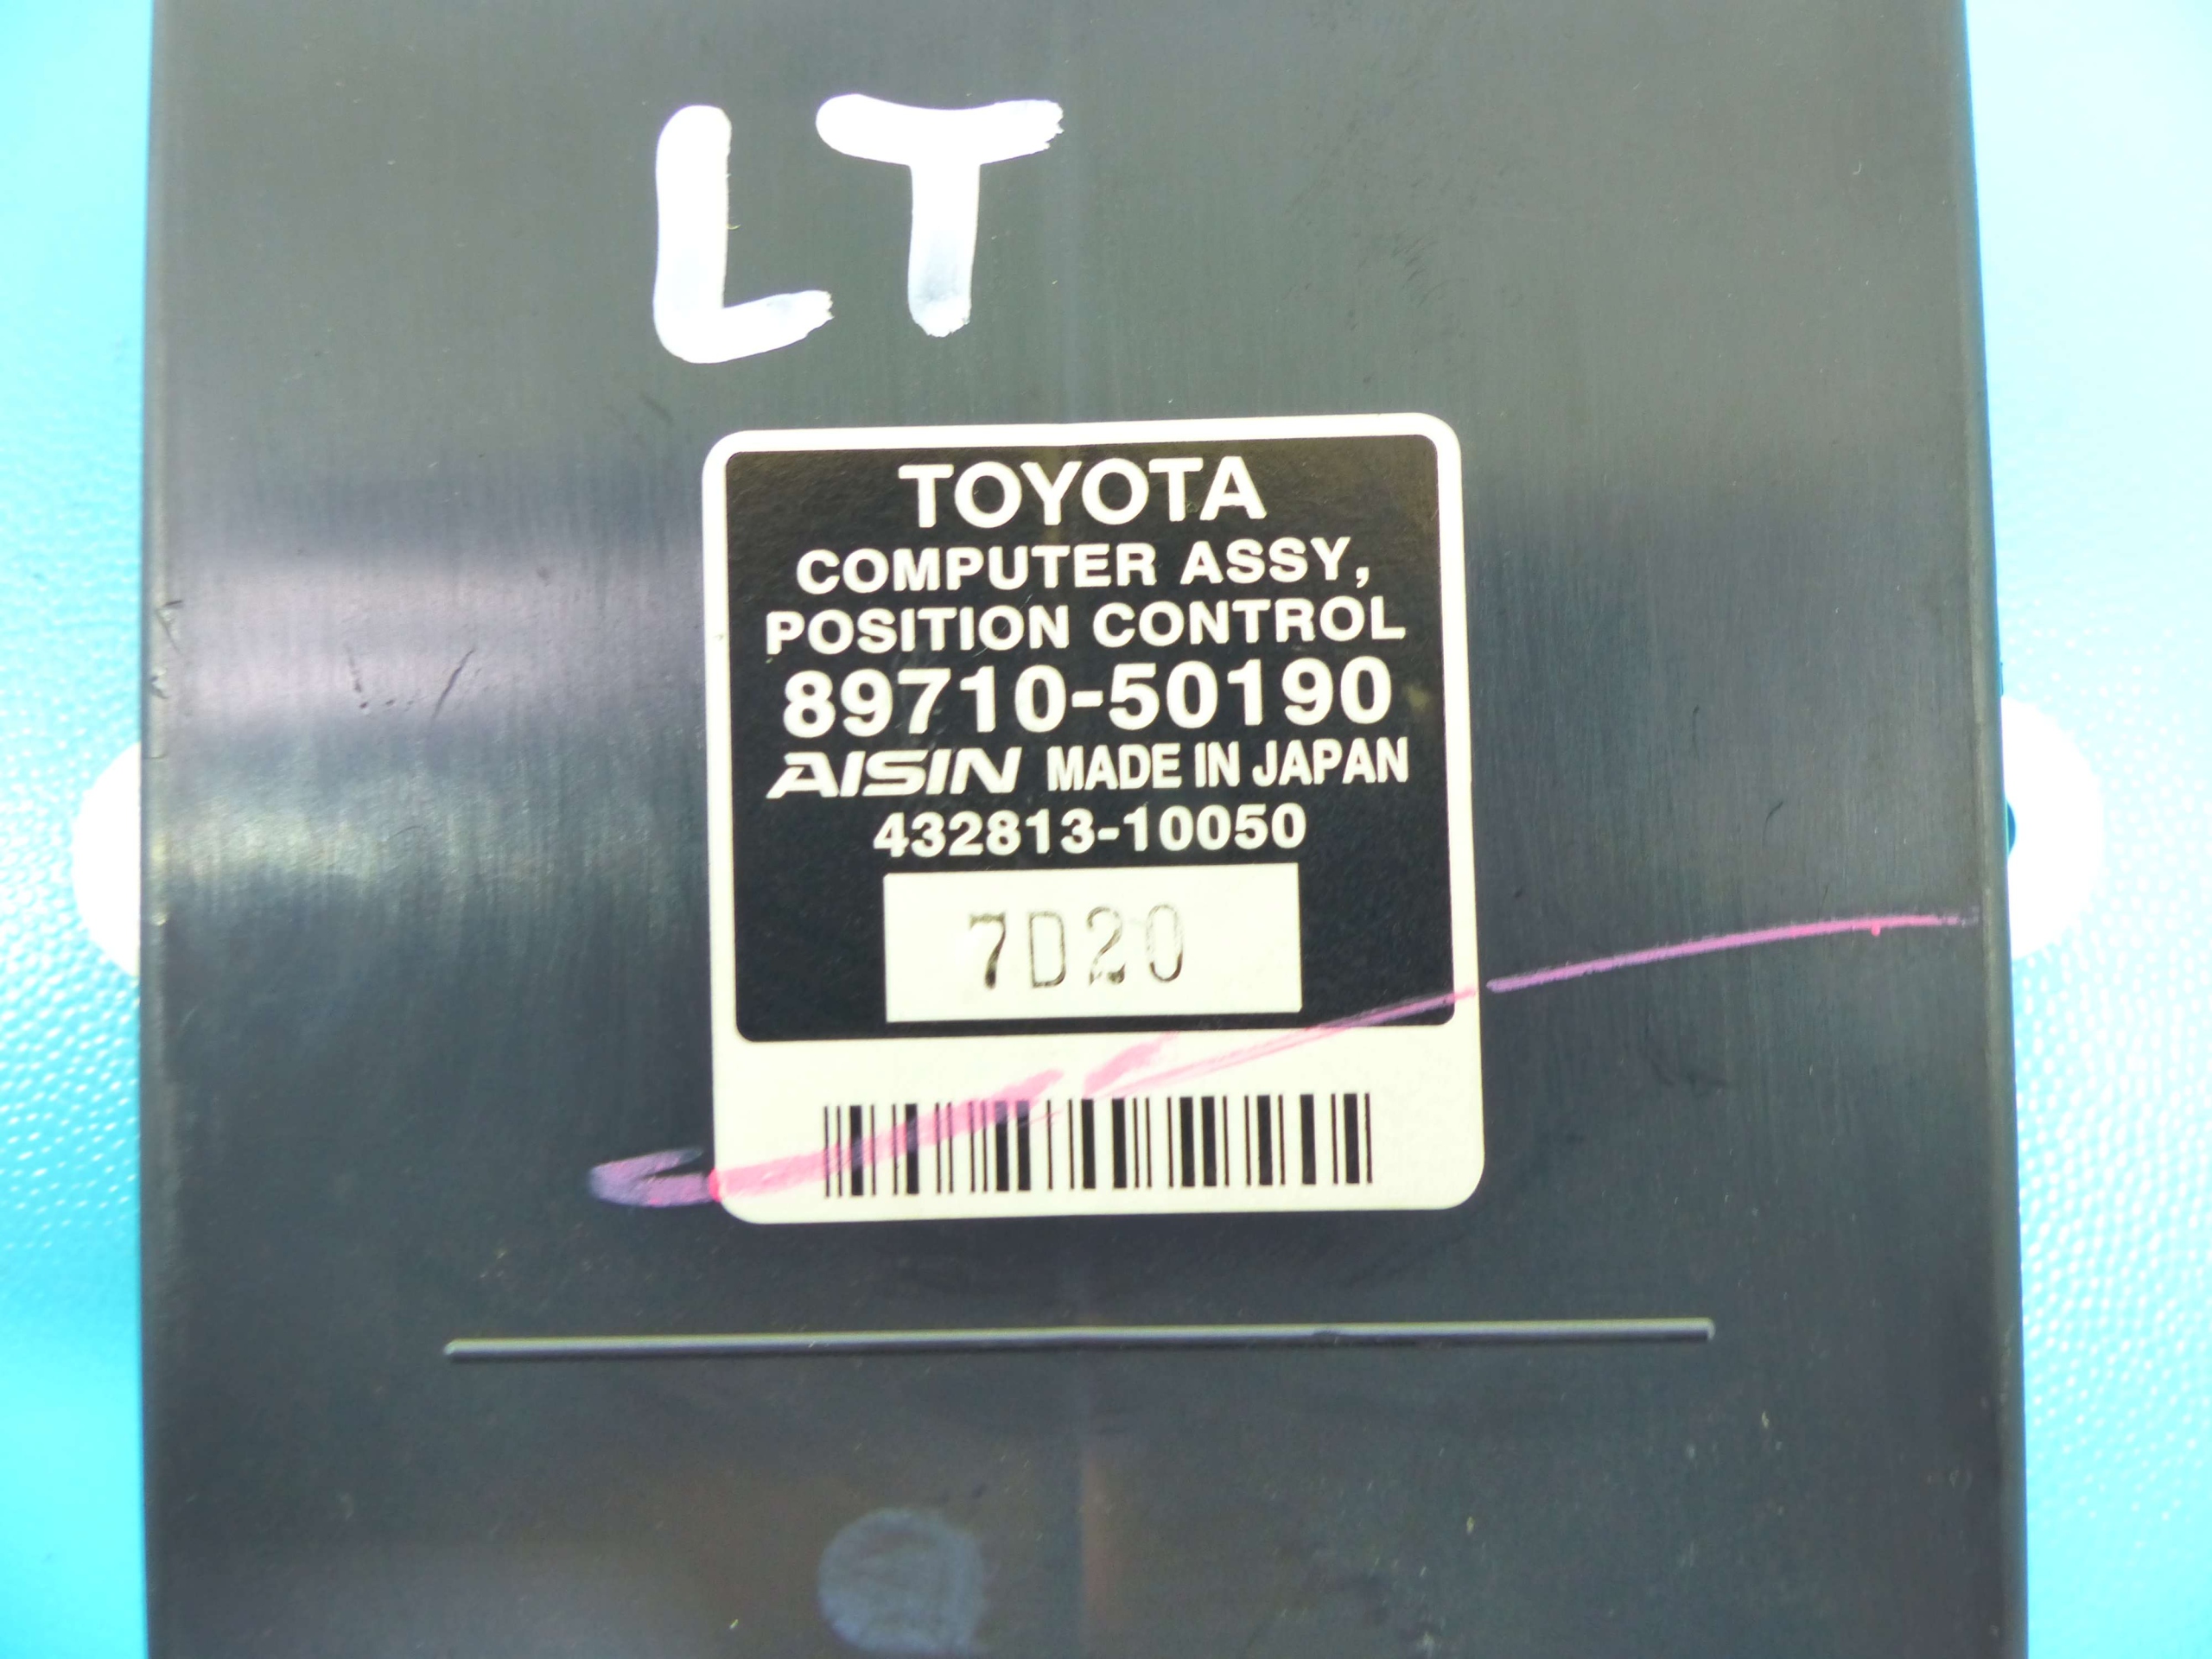 LT
TOYOTA
COMPUTER ASSY,
POSITION CONTROL
89710-50190
AISIN MADE IN JAPAN
432813-10050
7D20